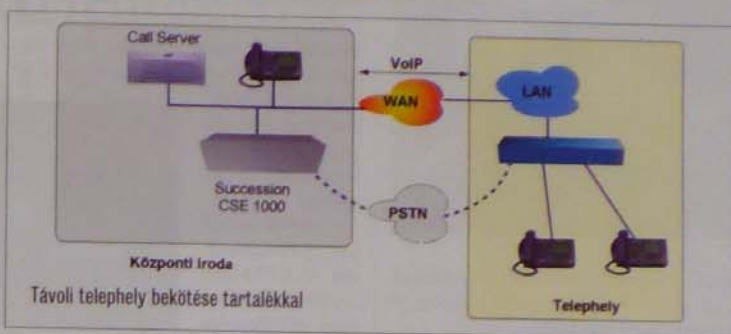 Call Server
VoIP
WAN
LAN
Succession
CSE 1000
PSTN
Központi iroda
Távoli telephely bekötése tartalékkal
Telephely